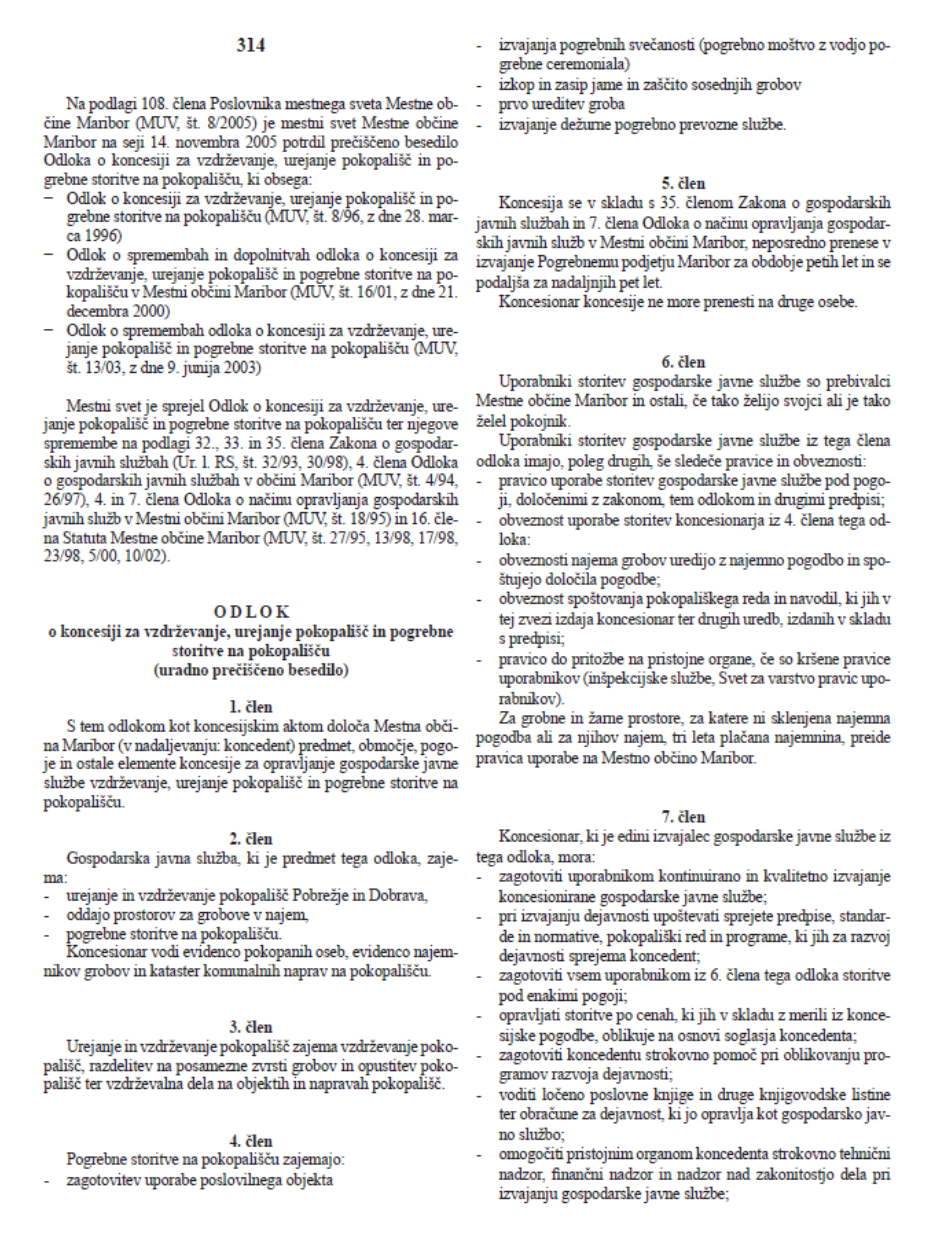 314
Na podlagi 108. člena Poslovnika mestnega sveta Mestne ob-
čine Maribor (MUV, št. 8/2005) je mestni svet Mestne občine
Maribor na seji 14. novembra 2005 potrdil prečiščeno besedilo
Odloka o koncesiji za vzdrževanje, urejanje pokopališč in po-
grebne storitve na pokopališču, ki obsega:
– Odlok o koncesiji za vzdrževanje, urejanje pokopališč in po-
grebne storitve na pokopališču (MUV, št. 8/96, z dne 28. mar-
ca 1996)
– Odlok o spremembah in dopolnitvah odloka o koncesiji za
vzdrževanje, urejanje pokopališč in pogrebne storitve na po-
kopališču v Mestni občini Maribor (MUV, št. 16/01, z dne 21.
decembra 2000)
– Odlok o spremembah odloka o koncesiji za vzdrževanje, ure-
janje pokopališč in pogrebne storitve na pokopališču (MUV,
št. 13/03, z dne 9. junija 2003)
Mestni svet je sprejel Odlok o koncesiji za vzdrževanje, ure-
janje pokopališč in pogrebne storitve na pokopališču ter njegove
spremembe na podlagi 32., 33. in 35. člena Zakona o gospodar-
skih javnih službah (Ur. l. RS, št. 32/93, 30/98), 4. člena Odloka
o gospodarskih javnih službah v občini Maribor (MUV, št. 4/94,
26/97), 4. in 7. člena Odloka o načinu opravljanja gospodarskih
javnih služb v Mestni občini Maribor (MUV, št. 18/95) in 16. čle-
na Statuta Mestne občine Maribor (MUV, št. 27/95, 13/98, 17/98,
23/98, 5/00, 10/02).
O D L O K
o koncesiji za vzdrževanje, urejanje pokopališč in pogrebne
storitve na pokopališču
(uradno prečiščeno besedilo)
1. člen
S tem odlokom kot koncesijskim aktom določa Mestna obči-
na Maribor (v nadaljevanju: koncedent) predmet, območje, pogo-
je in ostale elemente koncesije za opravljanje gospodarske javne
službe vzdrževanje, urejanje pokopališč in pogrebne storitve na
pokopališču.
2. člen
Gospodarska javna služba, ki je predmet tega odloka, zaje-
ma:
- urejanje in vzdrževanje pokopališč Pobrežje in Dobrava,
- oddajo prostorov za grobove v najem,
- pogrebne storitve na pokopališču.
Koncesionar vodi evidenco pokopanih oseb, evidenco najem-
nikov grobov in kataster komunalnih naprav na pokopališču.
3. člen
Urejanje in vzdrževanje pokopališč zajema vzdrževanje poko-
pališč, razdelitev na posamezne zvrsti grobov in opustitev poko-
pališč ter vzdrževalna dela na objektih in napravah pokopališč.
4. člen
Pogrebne storitve na pokopališču zajemajo:
- zagotovitev uporabe poslovilnega objekta
- izvajanja pogrebnih svečanosti (pogrebno moštvo z vodjo po-
grebne ceremoniala)
- izkop in zasip jame in zaščito sosednjih grobov
- prvo ureditev groba
- izvajanje dežurne pogrebno prevozne službe.
5. člen
Koncesija se v skladu s 35. členom Zakona o gospodarskih
javnih službah in 7. člena Odloka o načinu opravljanja gospodar-
skih javnih služb v Mestni občini Maribor, neposredno prenese v
izvajanje Pogrebnemu podjetju Maribor za obdobje petih let in se
podaljša za nadaljnjih pet let.
Koncesionar koncesije ne more prenesti na druge osebe.
6. člen
Uporabniki storitev gospodarske javne službe so prebivalci
Mestne občine Maribor in ostali, če tako želijo svojci ali je tako
želel pokojnik.
Uporabniki storitev gospodarske javne službe iz tega člena
odloka imajo, poleg drugih, še sledeče pravice in obveznosti:
- pravico uporabe storitev gospodarske javne službe pod pogo-
ji, določenimi z zakonom, tem odlokom in drugimi predpisi;
- obveznost uporabe storitev koncesionarja iz 4. člena tega od-
loka:
- obveznosti najema grobov uredijo z najemno pogodbo in spo-
štujejo določila pogodbe;
- obveznost spoštovanja pokopališkega reda in navodil, ki jih v
tej zvezi izdaja koncesionar ter drugih uredb, izdanih v skladu
s predpisi;
- pravico do pritožbe na pristojne organe, če so kršene pravice
uporabnikov (inšpekcijske službe, Svet za varstvo pravic upo-
rabnikov).
Za grobne in žarne prostore, za katere ni sklenjena najemna
pogodba ali za njihov najem, tri leta plačana najemnina, preide
pravica uporabe na Mestno občino Maribor.
7. člen
Koncesionar, ki je edini izvajalec gospodarske javne službe iz
tega odloka, mora:
- zagotoviti uporabnikom kontinuirano in kvalitetno izvajanje
koncesionirane gospodarske javne službe;
- pri izvajanju dejavnosti upoštevati sprejete predpise, standar-
de in normative, pokopališki red in programe, ki jih za razvoj
dejavnosti sprejema koncedent;
- zagotoviti vsem uporabnikom iz 6. člena tega odloka storitve
pod enakimi pogoji;
- opravljati storitve po cenah, ki jih v skladu z merili iz konce-
sijske pogodbe, oblikuje na osnovi soglasja koncedenta;
- zagotoviti koncedentu strokovno pomoč pri oblikovanju pro-
gramov razvoja dejavnosti;
- voditi ločeno poslovne knjige in druge knjigovodske listine
ter obračune za dejavnost, ki jo opravlja kot gospodarsko jav-
no službo;
- omogočiti pristojnim organom koncedenta strokovno tehnični
nadzor, finančni nadzor in nadzor nad zakonitostjo dela pri
izvajanju gospodarske javne službe;